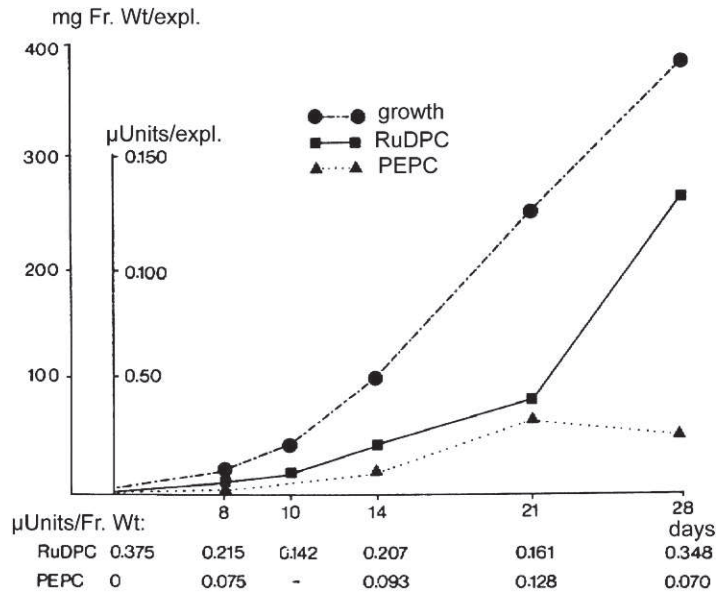 mg Fr. Wt/expl.
400
300
200
100
µUnits/expl.
0.150
0.100
0.50
growth
RuDPC
PEPC
8 10 14 21 28
days
µUnits/Fr. Wt:
RuDPC 0.375 0.215 0.142 0.207 0.161 0.348
PEPC 0 0.075 - 0.093 0.128 0.070